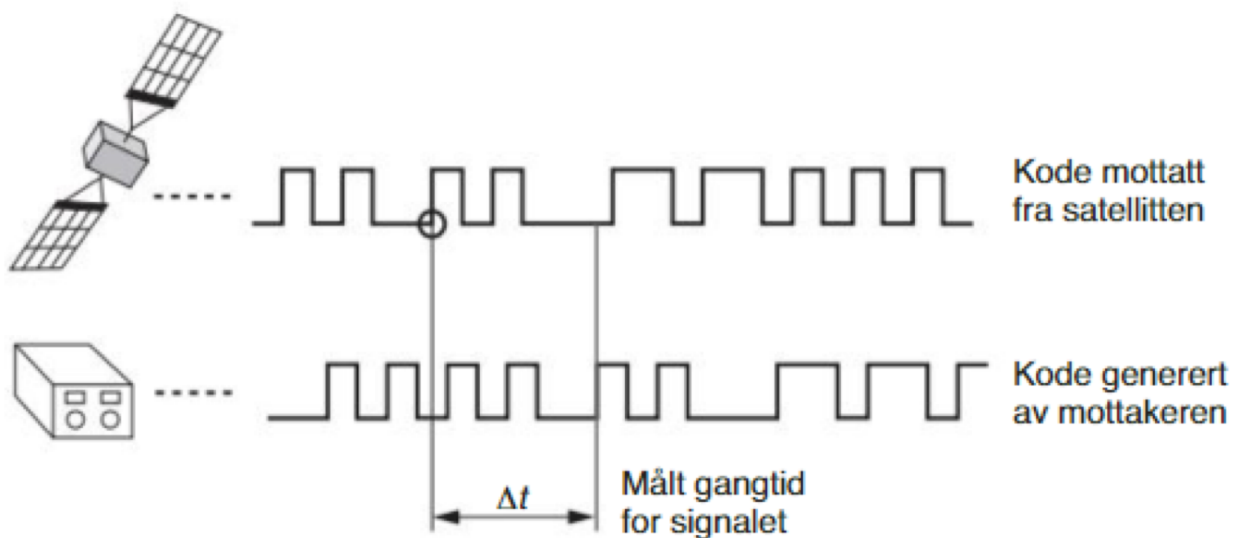 Kode mottatt
fra satellitten
Kode generert
av mottakeren
Δt
Målt gangtid
for signalet